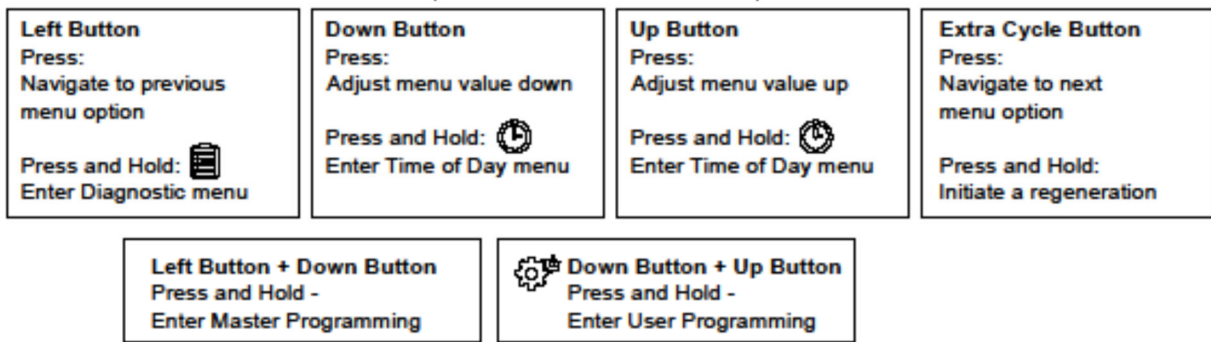 Left Button
Press:
Navigate to previous
menu option
Press and Hold:
Enter Diagnostic menu
Down Button
Press:
Adjust menu value down
Press and Hold:
Enter Time of Day menu
Up Button
Press:
Adjust menu value up
Press and Hold:
Enter Time of Day menu
Extra Cycle Button
Press:
Navigate to next
menu option
Press and Hold:
Initiate a regeneration
Left Button + Down Button
Press and Hold -
Enter Master Programming
Down Button + Up Button
Press and Hold -
Enter User Programming